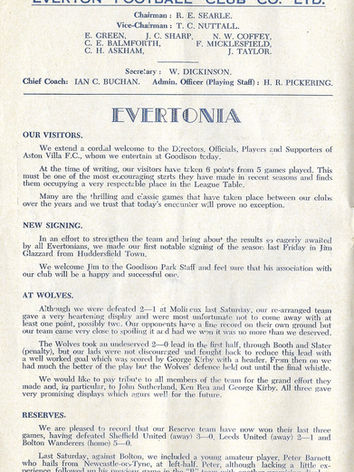 EVERTON FOOTBALL CLUB CO. LTD.
Chairman : R. E. SEARLE.
Vice-Chairman : T. C. NUTTALL.
E. GREEN, J. C. SHARP, N. W. COFFEY,
C. E. BALMFORTH, F. MICKLESFIELD,
C. H. ASKHAM, J. TAYLOR.
Secretary : W. DICKINSON.
Chief Coach: IAN C. BUCHAN. Admin. Officer (Playing Staff) : H. R. PICKERING.
EVERTONIA
OUR VISITORS.
We extend a cordial welcome to the Directors, Officials, Players and Supporters of
Aston Villa F.C., whom we entertain at Goodison today.
At the time of writing, our visitors have taken 6 points from 5 games played. This
must be one of the most encouraging starts they have made in recent seasons and finds
them occupying a very respectable place in the League Table.
Many are the thrilling and classic games that have taken place between our clubs
over the years and we trust that today's encounter will prove no exception.
NEW SIGNING.
In an effort to strengthen the team and bring about the results so eagerly awaited
by all Evertonians, we made our first notable signing of the season last Friday in Jim
Glazzard from Huddersfield Town.
We welcome Jim to the Goodison Park Staff and feel sure that his association with
our club will be a happy and successful one.
AT WOLVES.
Although we were defeated 2—1 at Molineux last Saturday, our re-arranged team
gave a very heartening display and were most unfortunate not to come away with at
least one point, possibly two. Our opponents have a fine record on their own ground but
our team came very close to spoiling it and had we won it was no more than we deserved.
The Wolves took an undeserved 2—0 lead in the first half, through Booth and Slater
(penalty), but our lads were not discouraged and fought back to reduce this lead with
a well worked goal which was scored by George Kirby with a header. From then on we
had much the better of the play but the Wolves' defence held out until the final whistle.
We would like to pay tribute to all members of the team for the grand effort they
made and, in particular, to John Sutherland, Ken Rea and George Kirby. All three gave
very promising displays which augurs well for the future.
RESERVES.
We are pleased to record that our Reserve team have now won their last three
games, having defeated Sheffield United (away) 3—0, Leeds United (away) 2—1 and
Bolton Wanderers (home) 5—0.
Last Saturday, against Bolton, we included a young amateur player, Peter Barnett
who hails from Newcastle-on-Tyne, at left-half. Peter, although lacking a little ex-
perience, followed up his previous game in the "B" team with another